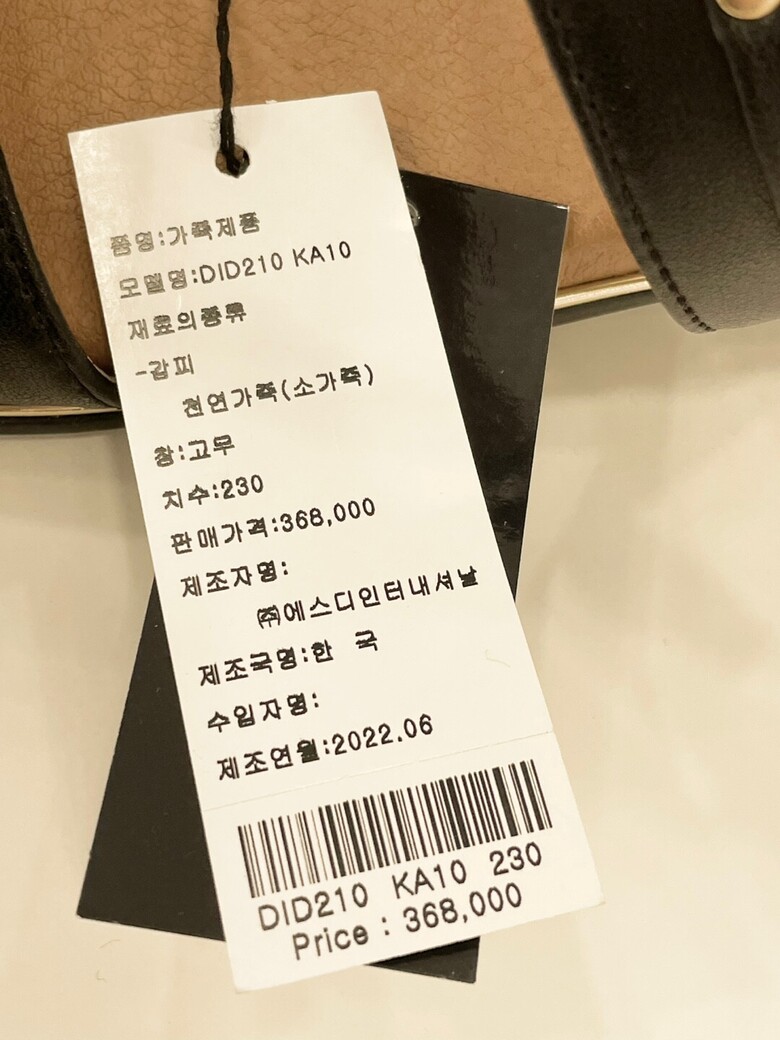 품명:가죽제품
모델명:DID210 KA10
재료의종류
-갑피
천연가죽(소가죽)
창:고무
치수:230
판매가격:368,000
제조자명:
㈜에스디인터내셔날
제조국명:한 국
수입자명:
제조연월:2022.06
DID210 KA10 230
Price : 368,000